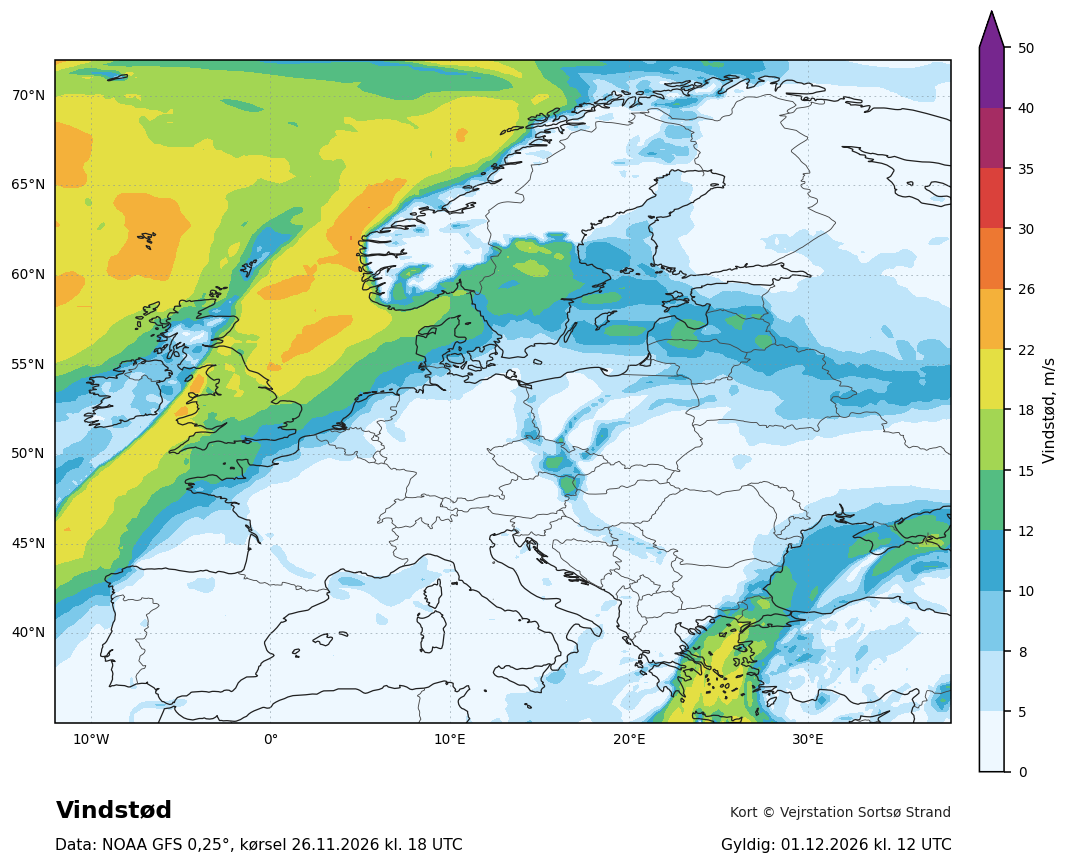 50
40
35
30
26
22
18
15
12
10
8
5
0
Vindstød, m/s
70°N
65°N
60°N
55°N
50°N
45°N
40°N
10°W 0° 10°E 20°E 30°E
Vindstød
Kort © Vejrstation Sortsø Strand
Data: NOAA GFS 0,25°, kørsel 26.11.2026 kl. 18 UTC
Gyldig: 01.12.2026 kl. 12 UTC